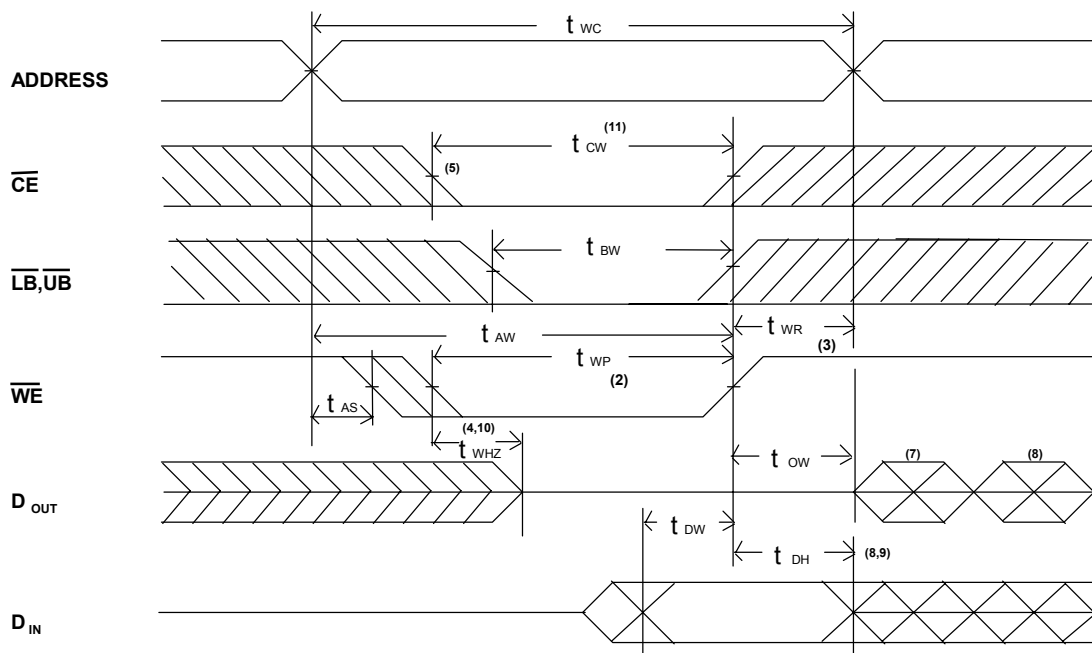 t WC
ADDRESS
t CW (11)
CE (5)
t BW
LB,UB
t AW t WR (3)
t WP (2)
WE
t AS
t WHZ (4,10)
t OW (7) (8)
D OUT
t DW
t DH (8,9)
D IN